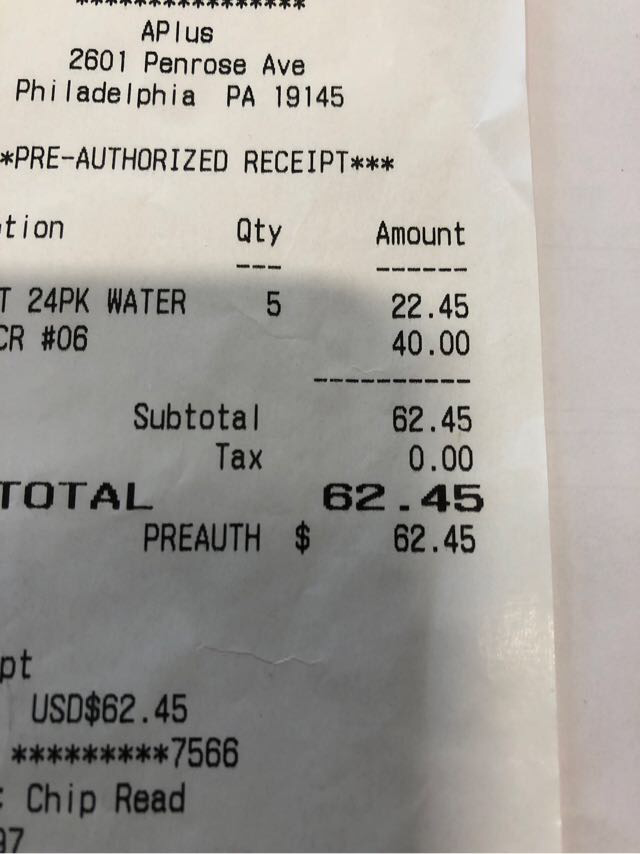 ****************
APlus
2601 Penrose Ave
Philadelphia PA 19145
*PRE-AUTHORIZED RECEIPT***
tion Qty Amount
--- ------
T 24PK WATER 5 22.45
CR #06 40.00
----------
Subtotal 62.45
Tax 0.00
TOTAL 62.45
PREAUTH $ 62.45
pt
USD$62.45
*********7566
: Chip Read
97